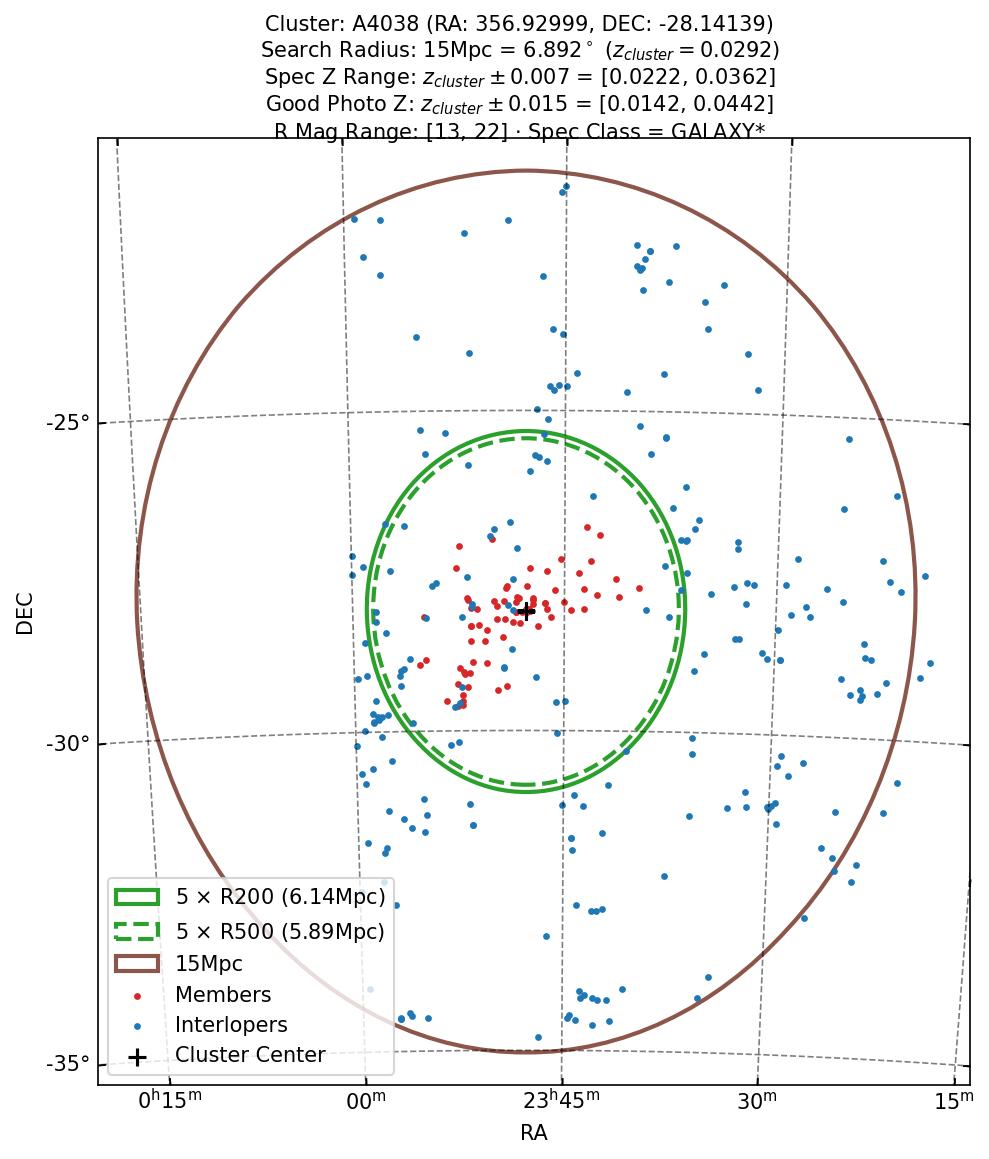 Cluster: A4038 (RA: 356.92999, DEC: -28.14139)
Search Radius: 15Mpc = 6.892° (z_cluster = 0.0292)
Spec Z Range: z_cluster ± 0.007 = [0.0222, 0.0362]
Good Photo Z: z_cluster ± 0.015 = [0.0142, 0.0442]
R Mag Range: [13, 22] · Spec Class = GALAXY*
-25°
-30°
-35°
DEC
5 × R200 (6.14Mpc)
5 × R500 (5.89Mpc)
15Mpc
Members
Interlopers
Cluster Center
0h15m
00m
23h45m
30m
15m
RA